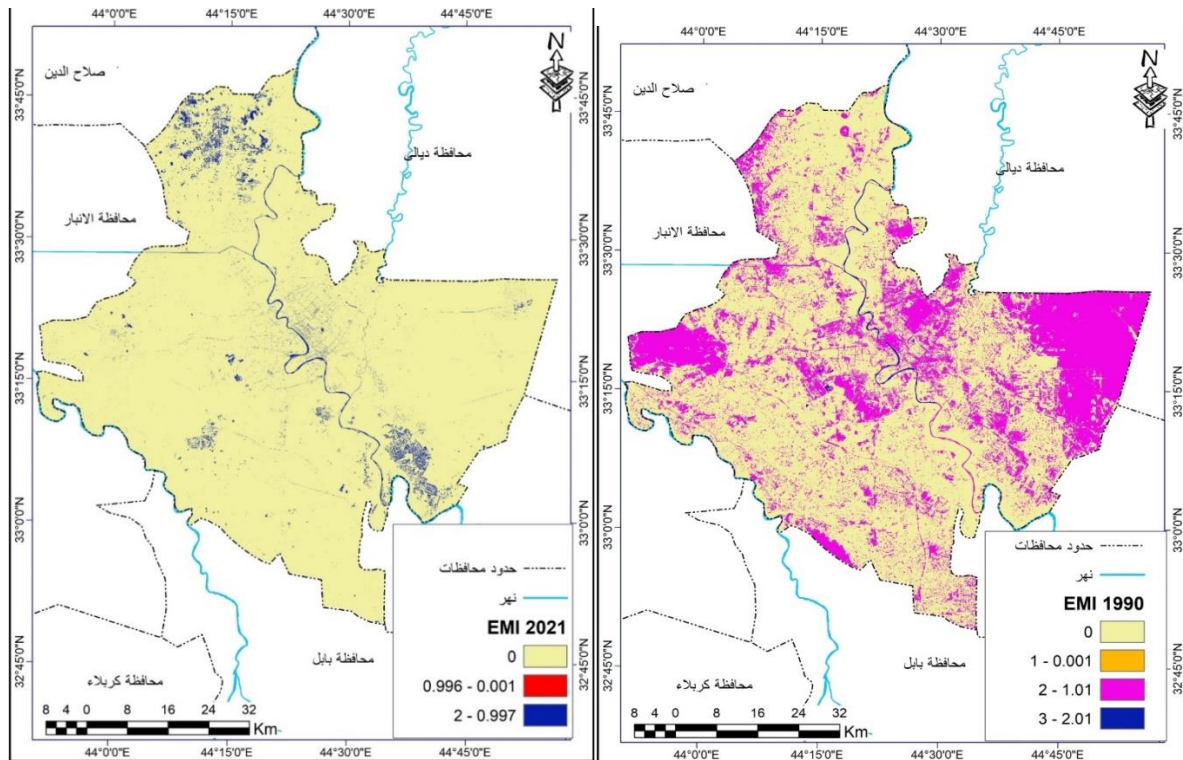 44°0'0"E 44°15'0"E 44°30'0"E 44°45'0"E
N
صلاح الدين
33°45'0"N
33°45'0"N
محافظة ديالى
محافظة الانبار
33°30'0"N
33°30'0"N
33°15'0"N
33°15'0"N
33°0'0"N
33°0'0"N
حدود محافظات
نهر
EMI 2021
0
0.996 - 0.001
2 - 0.997
محافظة بابل
32°45'0"N
محافظة كربلاء
8 4 0 8 16 24 32
Km
44°0'0"E 44°15'0"E 44°30'0"E 44°45'0"E
44°0'0"E 44°15'0"E 44°30'0"E 44°45'0"E
N
صلاح الدين
33°45'0"N
33°45'0"N
محافظة ديالى
محافظة الانبار
33°30'0"N
33°30'0"N
33°15'0"N
33°15'0"N
33°0'0"N
33°0'0"N
حدود محافظات
نهر
EMI 1990
0
1 - 0.001
2 - 1.01
3 - 2.01
محافظة بابل
32°45'0"N
32°45'0"N
محافظة كربلاء
8 4 0 8 16 24 32
Km
44°0'0"E 44°15'0"E 44°30'0"E 44°45'0"E